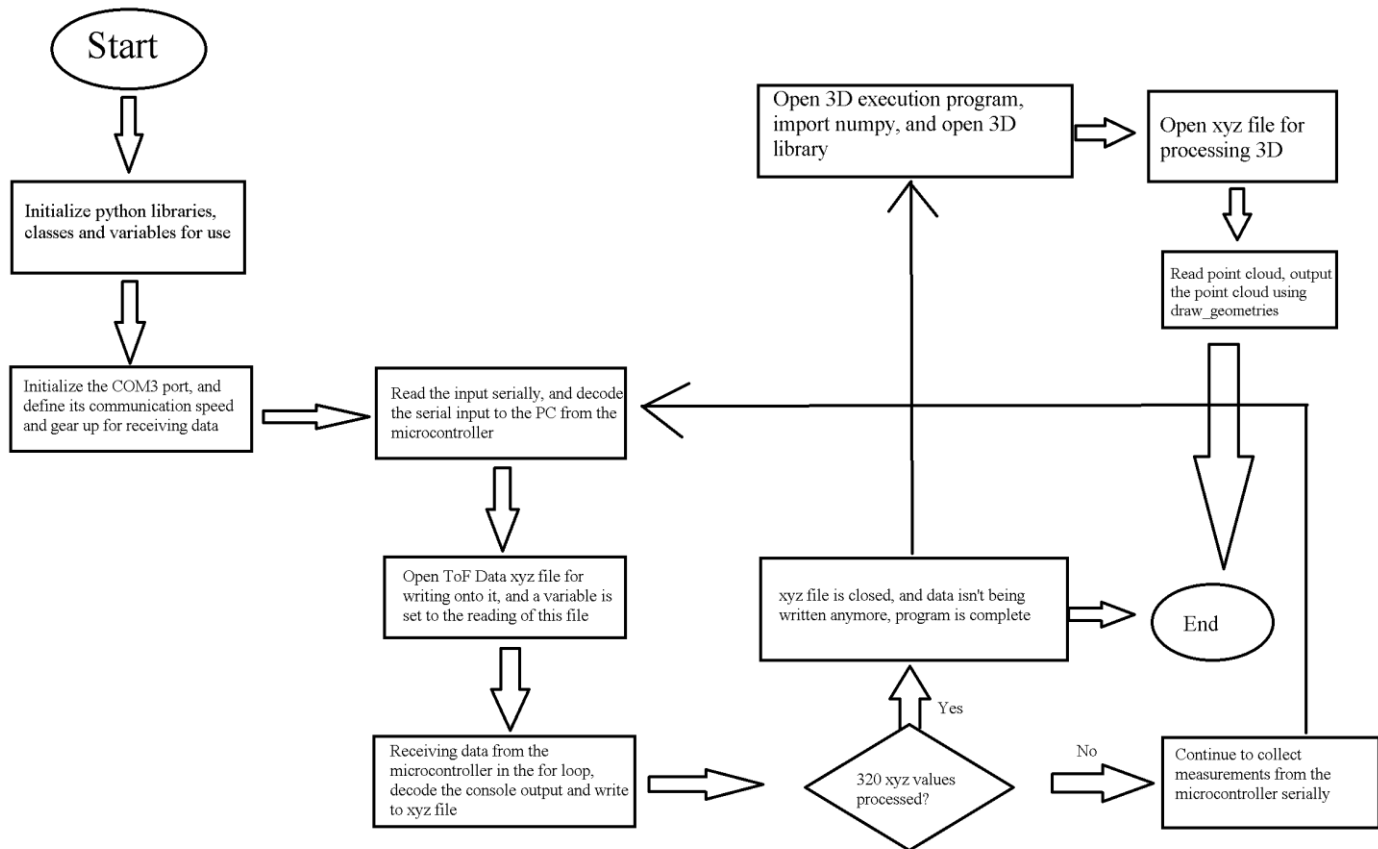 Start
Initialize python libraries,
classes and variables for use
Initialize the COM3 port, and
define its communication speed
and gear up for receiving data
Read the input serially, and decode
the serial input to the PC from the
microcontroller
Open ToF Data xyz file for
writing onto it, and a variable is
set to the reading of this file
Receiving data from the
microcontroller in the for loop,
decode the console output and write
to xyz file
320 xyz values
processed?
Yes
No
Continue to collect
measurements from the
microcontroller serially
xyz file is closed, and data isn't being
written anymore, program is complete
Open 3D execution program,
import numpy, and open 3D
library
Open xyz file for
processing 3D
Read point cloud, output
the point cloud using
draw_geometries
End